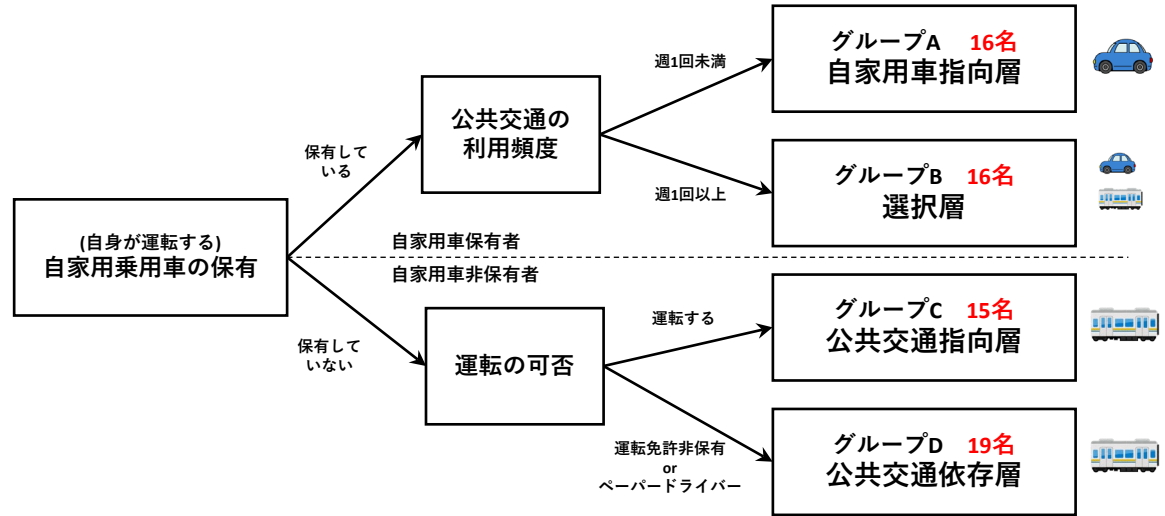 (自身が運転する)
自家用乗用車の保有
保有して
いる
保有して
いない
公共交通の
利用頻度
週1回未満
週1回以上
グループA 16名
自家用車指向層
グループB 16名
選択層
自家用車保有者
自家用車非保有者
運転の可否
運転する
運転免許非保有
or
ペーパードライバー
グループC 15名
公共交通指向層
グループD 19名
公共交通依存層